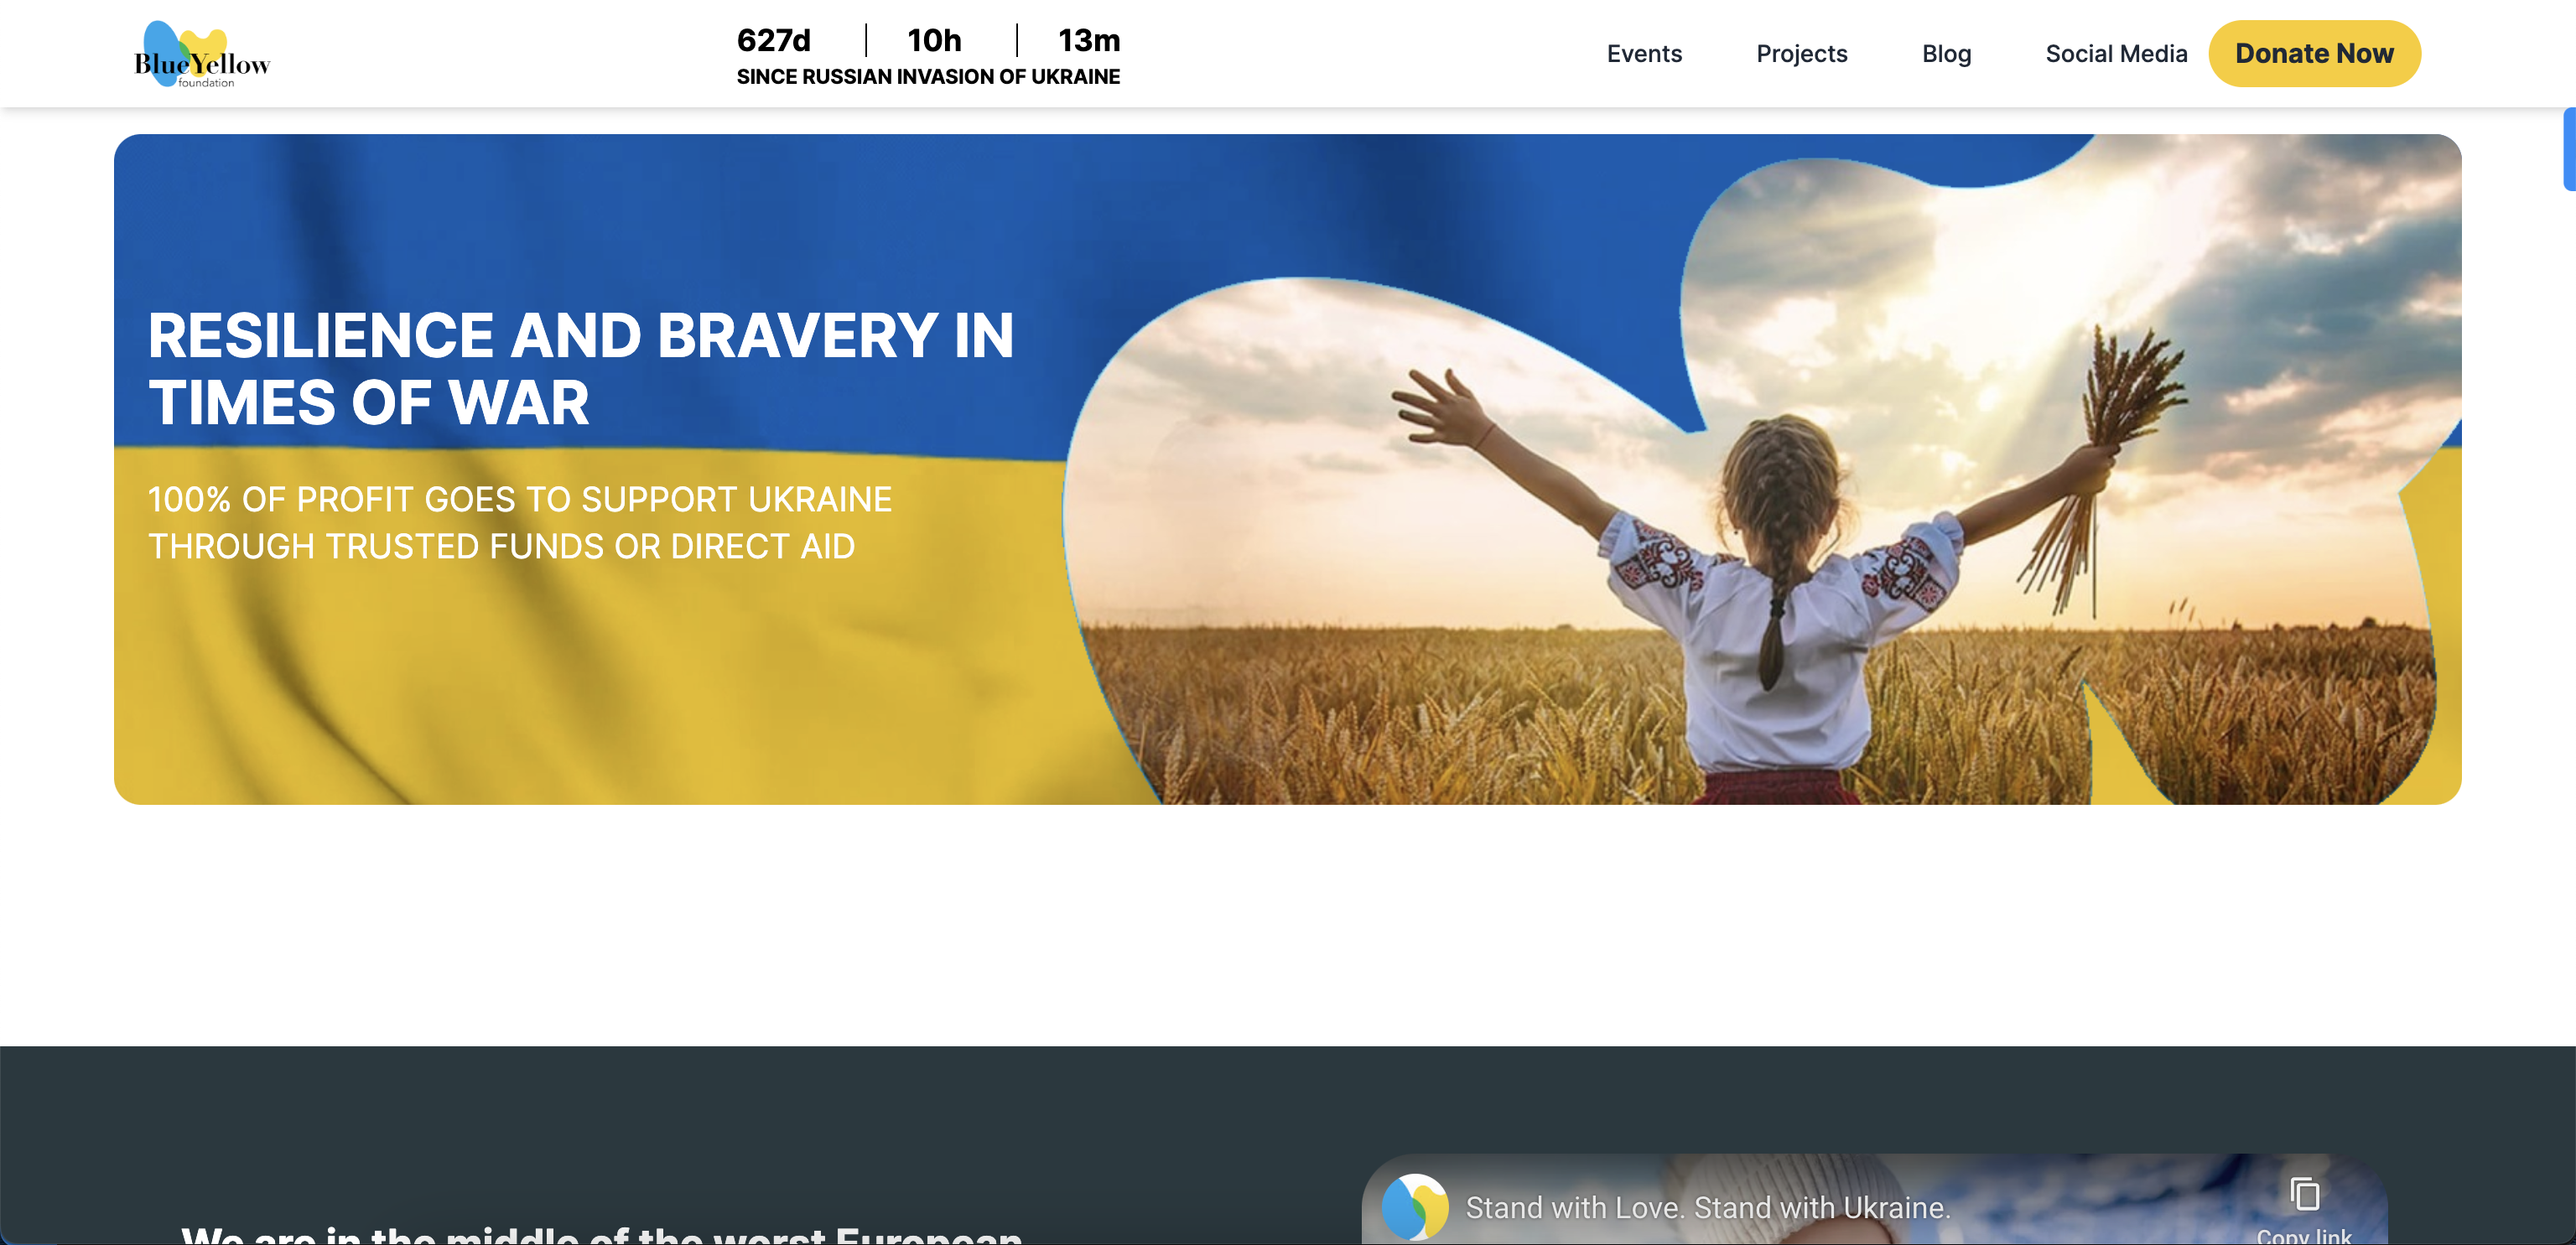 BlueYellow
foundation
627d
10h
13m
SINCE RUSSIAN INVASION OF UKRAINE
Events
Projects
Blog
Social Media
Donate Now
RESILIENCE AND BRAVERY IN
TIMES OF WAR
100% OF PROFIT GOES TO SUPPORT UKRAINE
THROUGH TRUSTED FUNDS OR DIRECT AID
Stand with Love. Stand with Ukraine.
Copy link
We are in the middle of the worst European